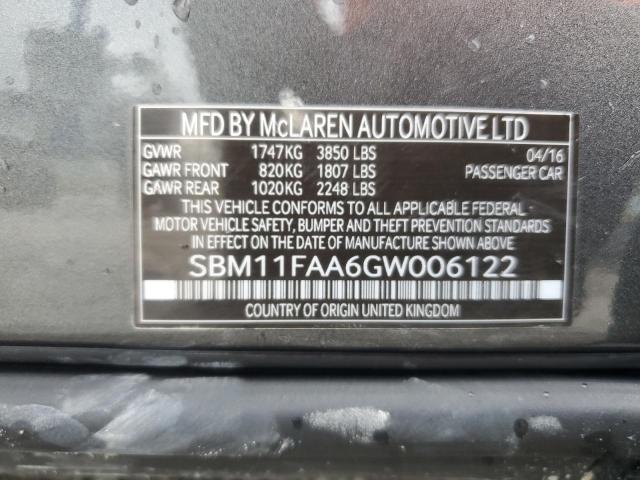 MFD BY McLAREN AUTOMOTIVE LTD
GVWR 1747KG 3850 LBS 04/16
GAWR FRONT 820KG 1807 LBS PASSENGER CAR
GAWR REAR 1020KG 2248 LBS
THIS VEHICLE CONFORMS TO ALL APPLICABLE FEDERAL
MOTOR VEHICLE SAFETY, BUMPER AND THEFT PREVENTION STANDARDS
IN EFFECT ON THE DATE OF MANUFACTURE SHOWN ABOVE
SBM11FAA6GW006122
COUNTRY OF ORIGIN UNITED KINGDOM